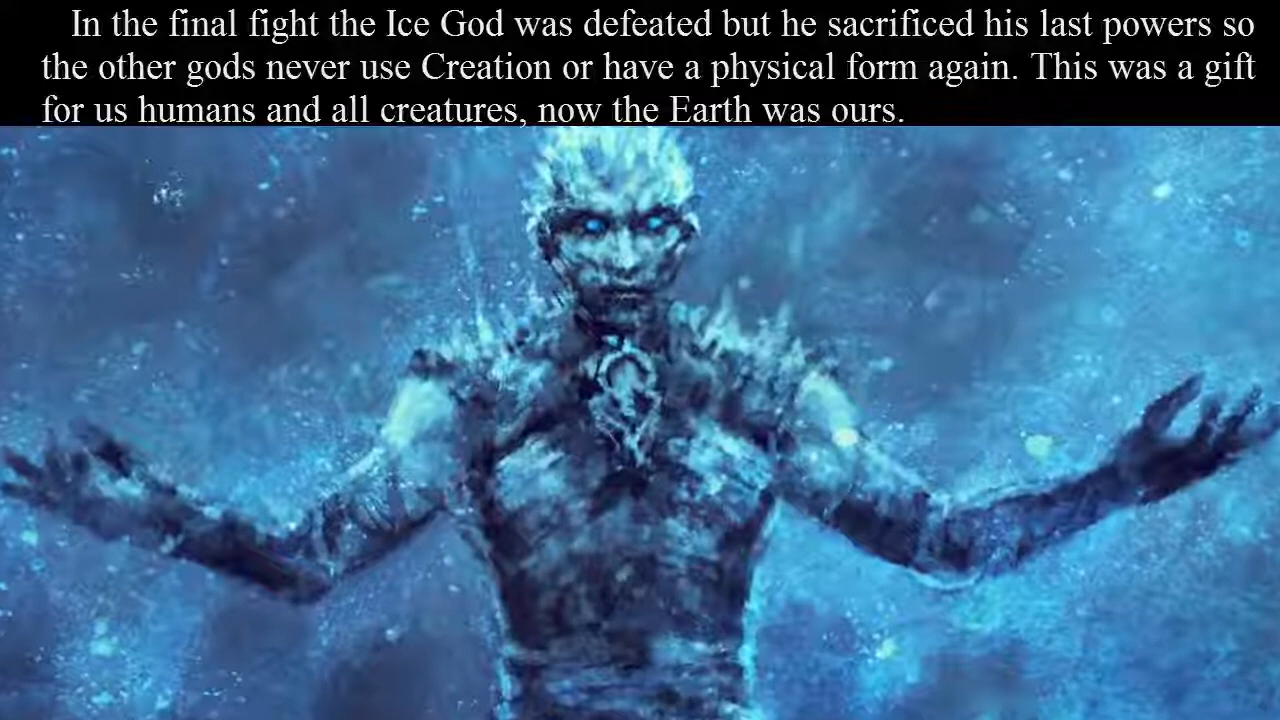 In the final fight the Ice God was defeated but he sacrificed his last powers so
the other gods never use Creation or have a physical form again. This was a gift
for us humans and all creatures, now the Earth was ours.